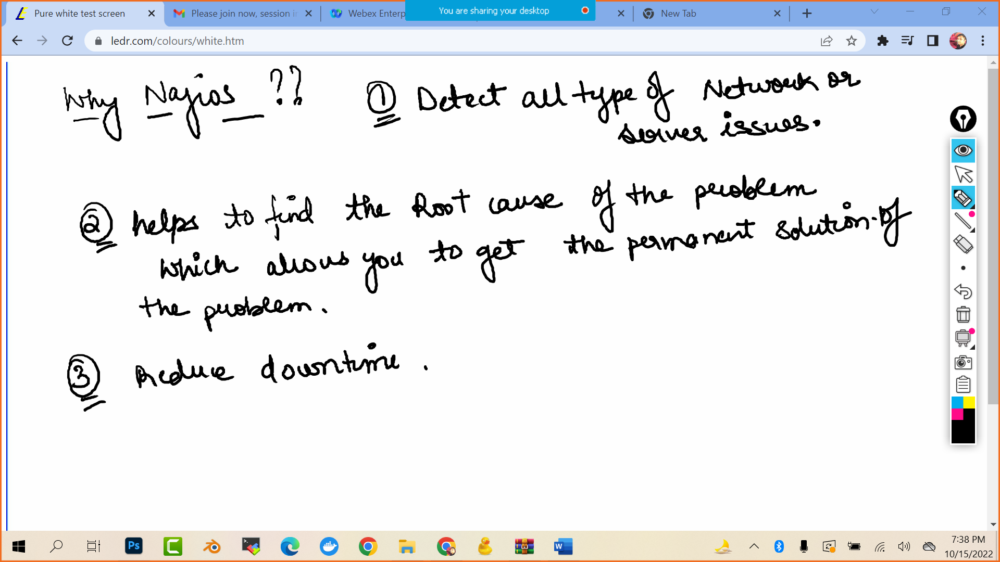 Pure white test screen
Please join now, session in
Webex Enterp
You are sharing your desktop
New Tab
ledr.com/colours/white.htm
Why Najios ??
① Detect all type of Network or
server issues.
② helps to find the Root cause of the problem
which allows you to get the permanent solution. of
the problem.
③ Reduce downtime.
Ps
W
7:38 PM
10/15/2022